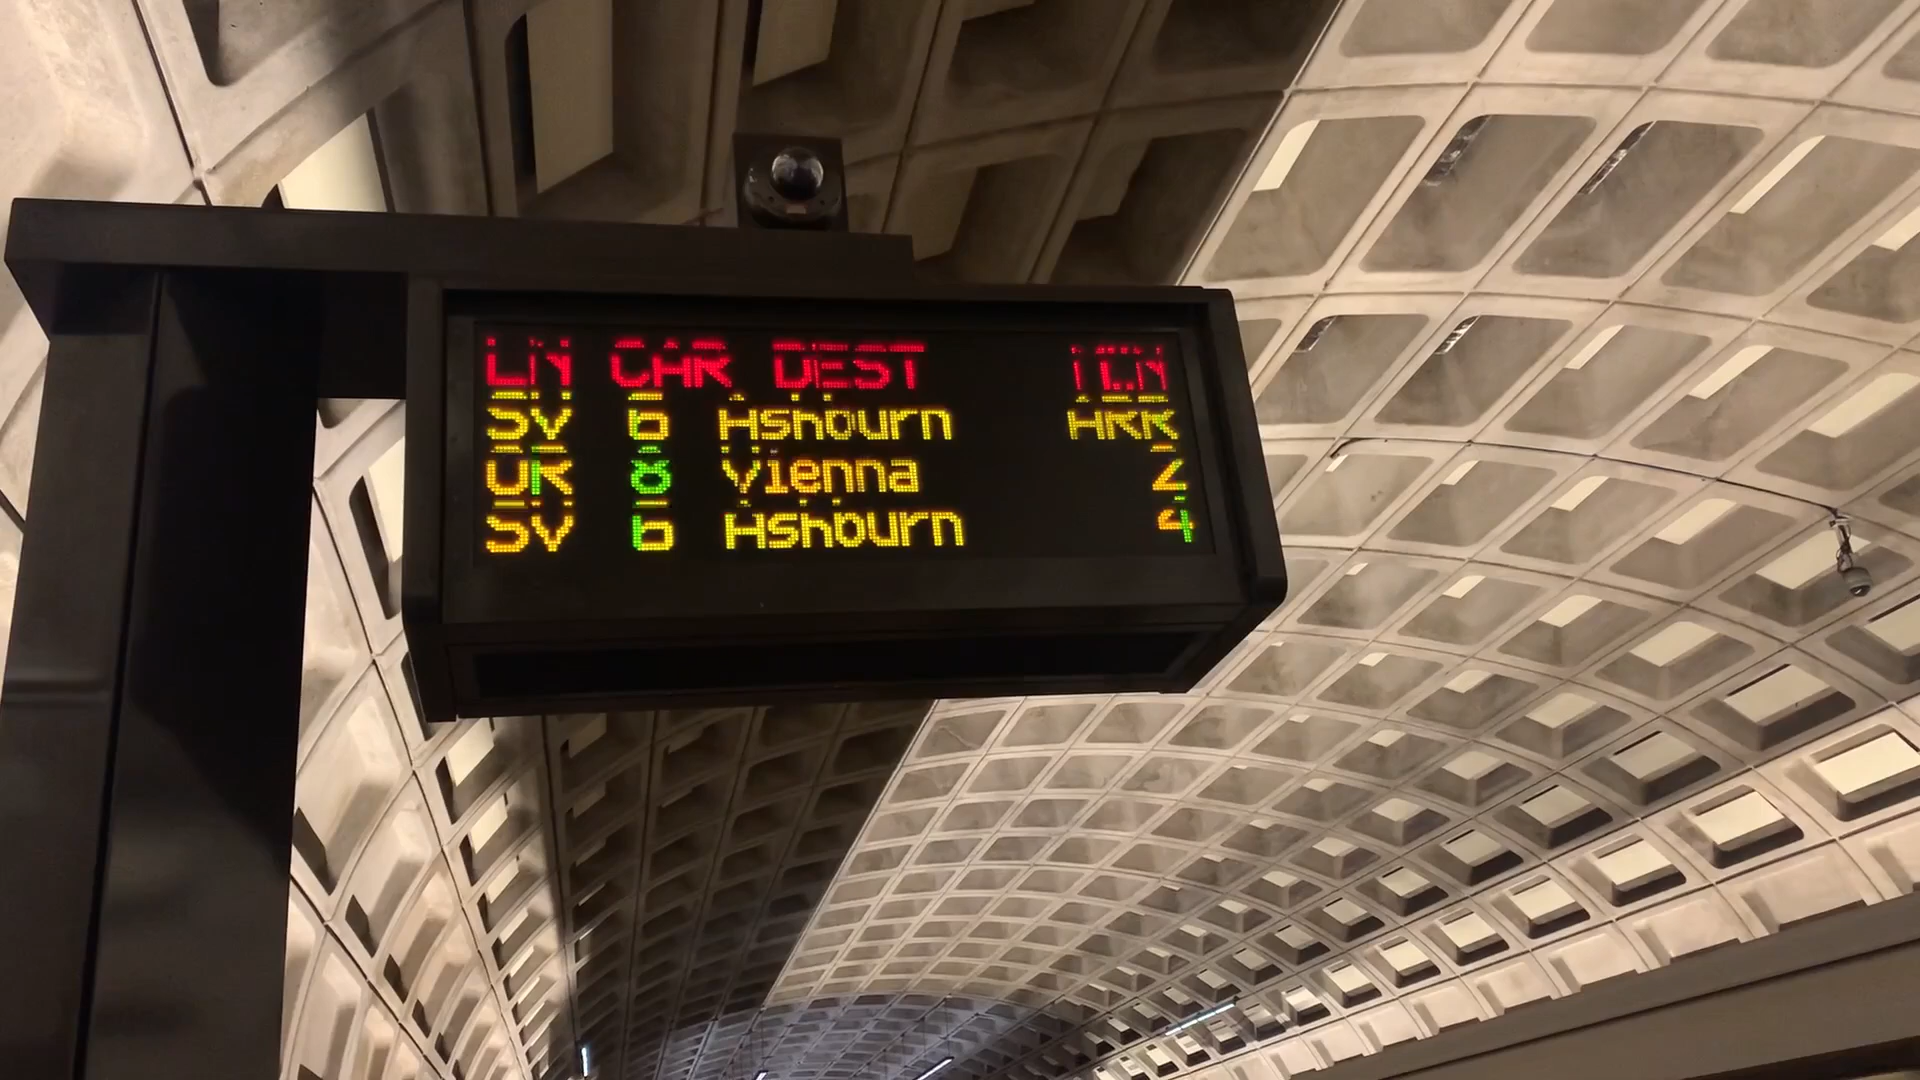 LN CAR DEST MIN
SV 6 Ashburn ARR
OR 8 Vienna 2
SV 6 Ashburn 4